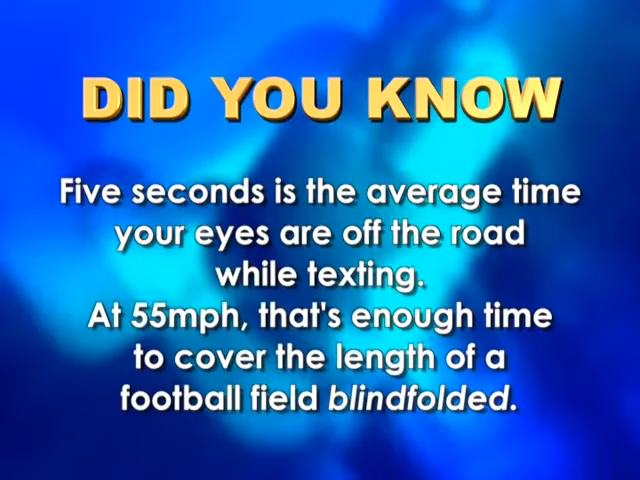 DID YOU KNOW
Five seconds is the average time
your eyes are off the road
while texting.
At 55mph, that's enough time
to cover the length of a
football field blindfolded.